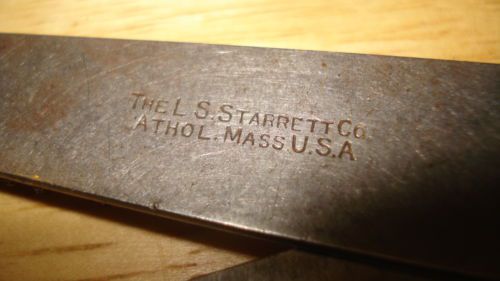 THE L S. STARRETT CO.
ATHOL. MASS U.S.A